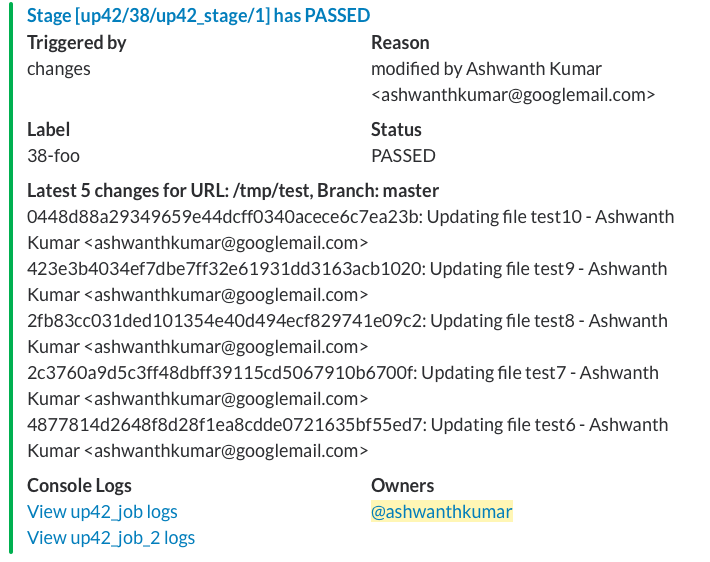 Stage [up42/38/up42_stage/1] has PASSED
Triggered by
changes
Reason
modified by Ashwanth Kumar
<ashwanthkumar@googlemail.com>
Label
38-foo
Status
PASSED
Latest 5 changes for URL: /tmp/test, Branch: master
0448d88a29349659e44dcff0340acece6c7ea23b: Updating file test10 - Ashwanth
Kumar <ashwanthkumar@googlemail.com>
423e3b4034ef7dbe7ff32e61931dd3163acb1020: Updating file test9 - Ashwanth
Kumar <ashwanthkumar@googlemail.com>
2fb83cc031ded101354e40d494ecf829741e09c2: Updating file test8 - Ashwanth
Kumar <ashwanthkumar@googlemail.com>
2c3760a9d5c3ff48dbff39115cd5067910b6700f: Updating file test7 - Ashwanth
Kumar <ashwanthkumar@googlemail.com>
4877814d2648f8d28f1ea8cdde0721635bf55ed7: Updating file test6 - Ashwanth
Kumar <ashwanthkumar@googlemail.com>
Console Logs
View up42_job logs
View up42_job_2 logs
Owners
@ashwanthkumar